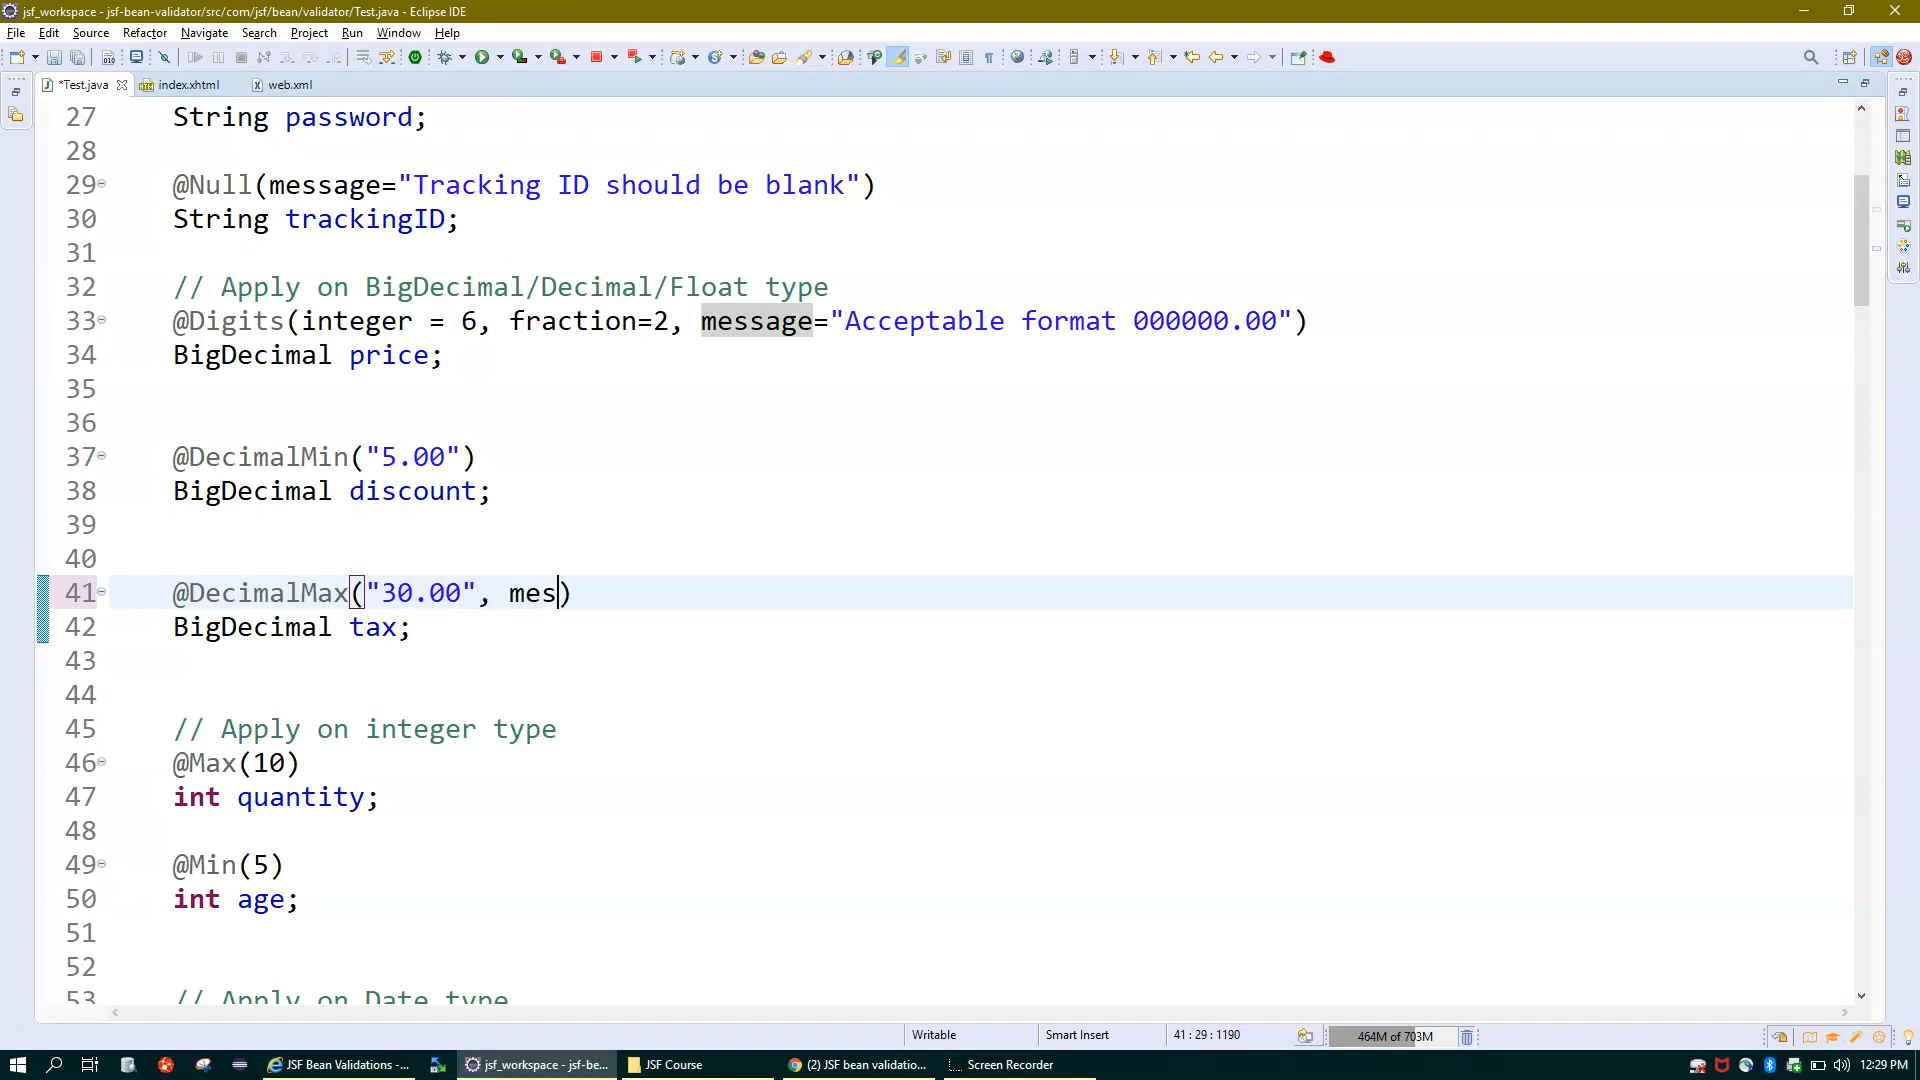 jsf_workspace - jsf-bean-validator/src/com/jsf/bean/validator/Test.java - Eclipse IDE
File Edit Source Refactor Navigate Search Project Run Window Help
*Test.java index.xhtml web.xml
27 String password;
28
29 @Null(message="Tracking ID should be blank")
30 String trackingID;
31
32 // Apply on BigDecimal/Decimal/Float type
33 @Digits(integer = 6, fraction=2, message="Acceptable format 000000.00")
34 BigDecimal price;
35
36
37 @DecimalMin("5.00")
38 BigDecimal discount;
39
40
41 @DecimalMax("30.00", mes)
42 BigDecimal tax;
43
44
45 // Apply on integer type
46 @Max(10)
47 int quantity;
48
49 @Min(5)
50 int age;
51
52
53 // Apply on Date type
Writable Smart Insert 41 : 29 : 1190 464M of 703M
JSF Bean Validations -... jsf_workspace - jsf-be... JSF Course (2) JSF bean validatio... Screen Recorder 12:29 PM